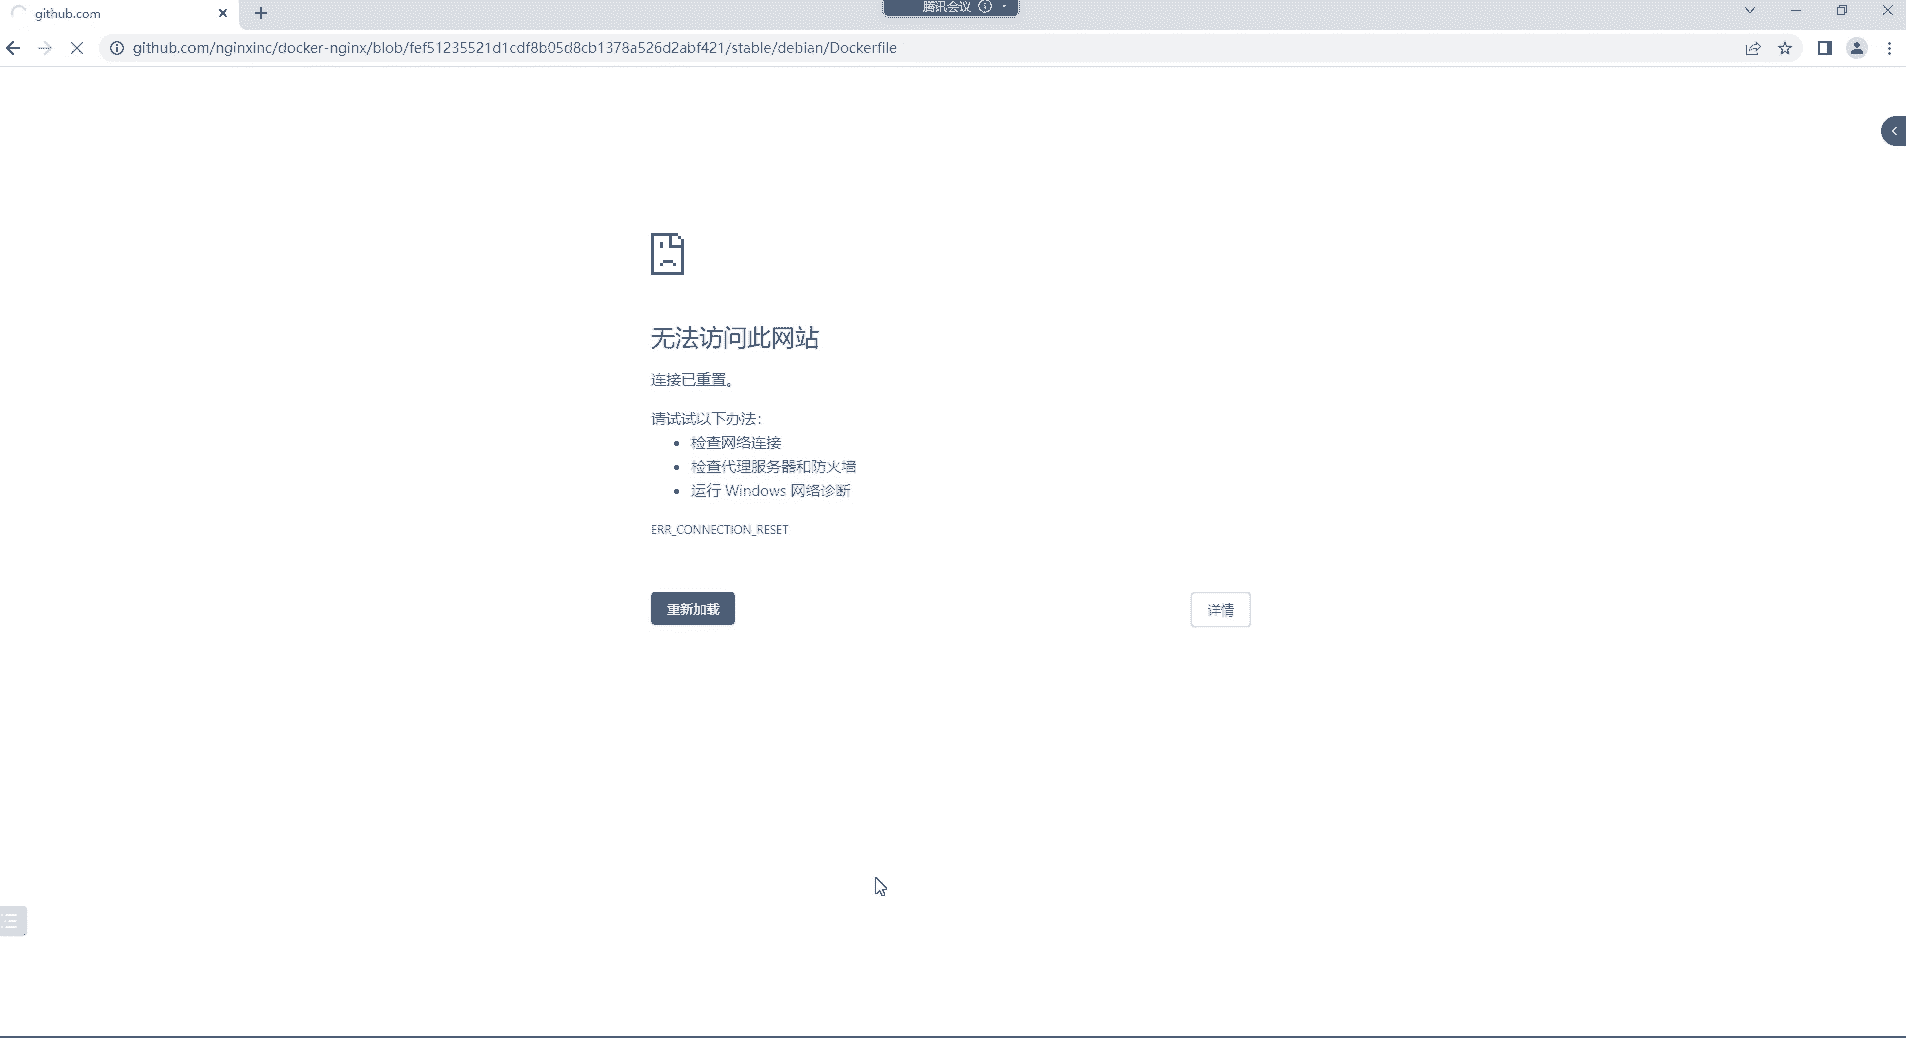 github.com
腾讯会议
github.com/nginxinc/docker-nginx/blob/fef51235521d1cdf8b05d8cb1378a526d2abf421/stable/debian/Dockerfile
无法访问此网站
连接已重置。
请试试以下办法：
检查网络连接
检查代理服务器和防火墙
运行 Windows 网络诊断
ERR_CONNECTION_RESET
重新加载
详情